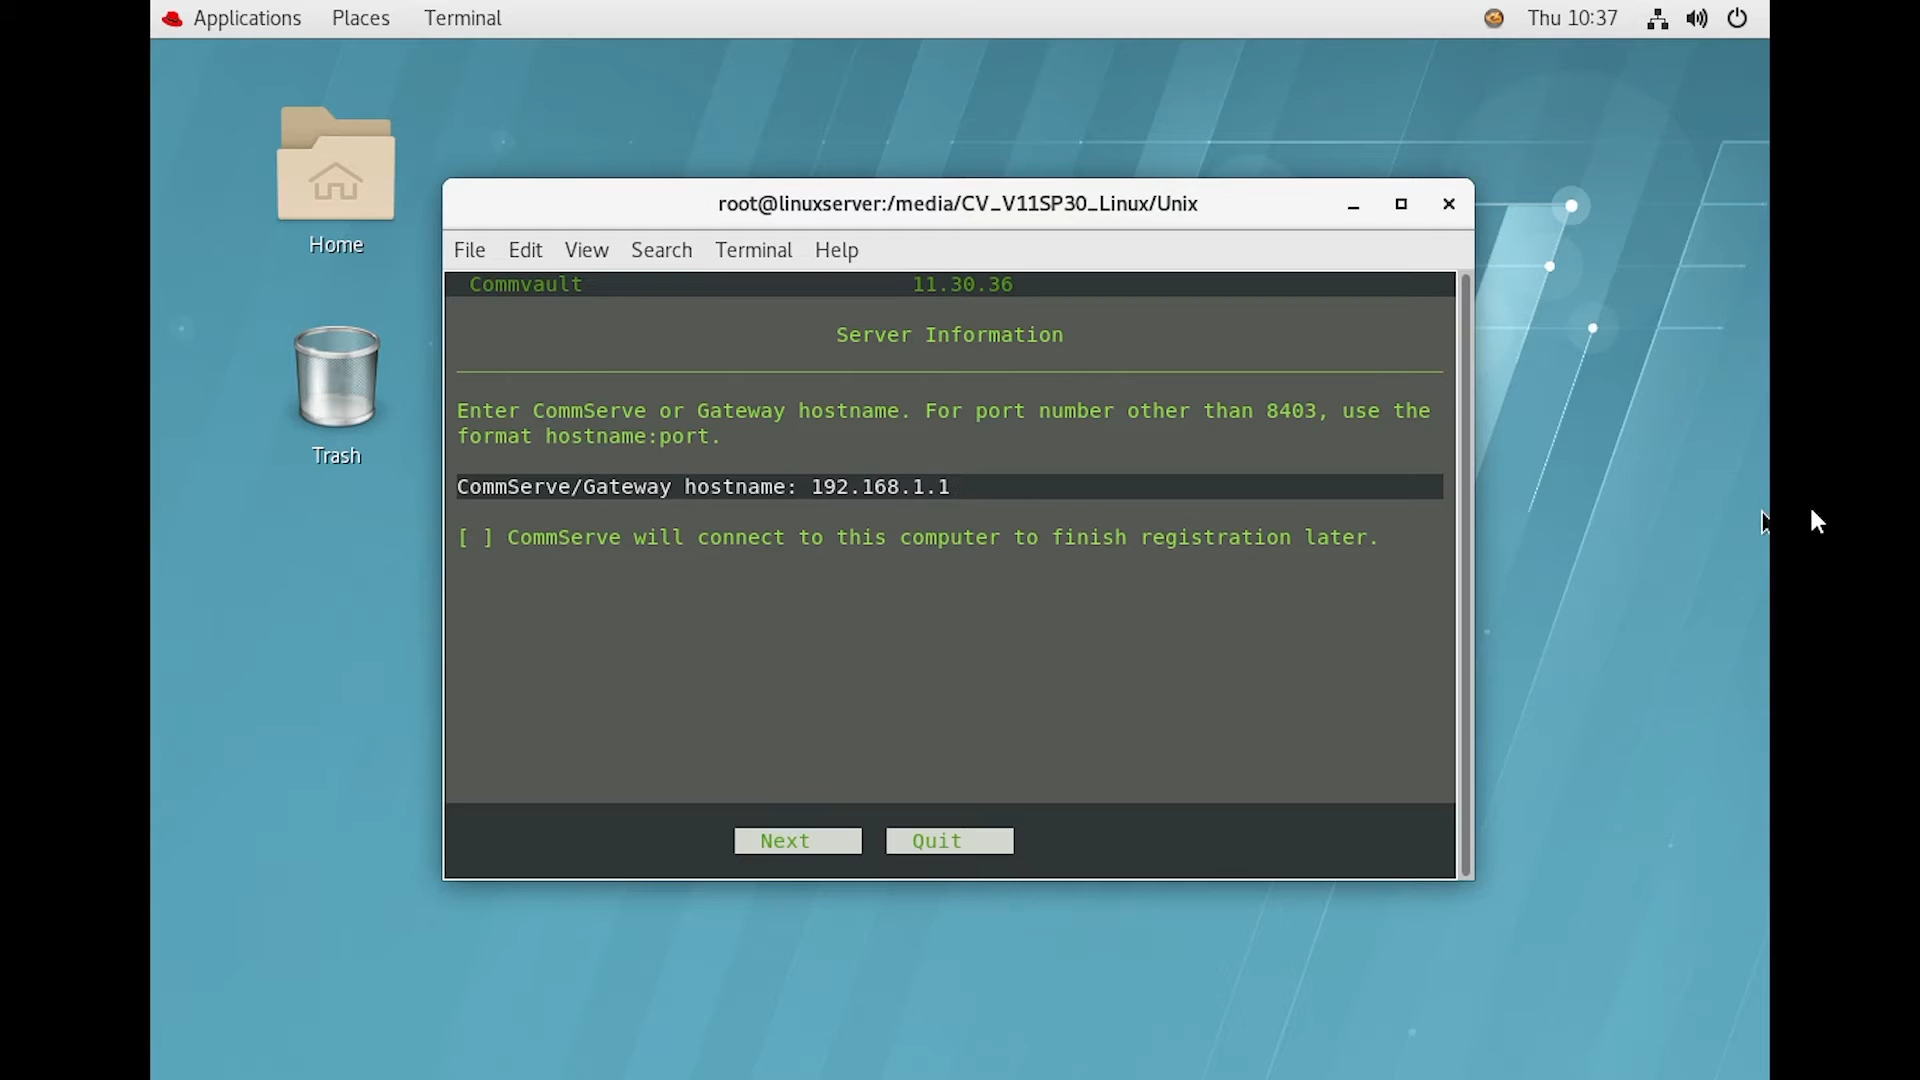 Applications Places Terminal Thu 10:37
Home
Trash
root@linuxserver:/media/CV_V11SP30_Linux/Unix
File Edit View Search Terminal Help
Commvault 11.30.36
Server Information
Enter CommServe or Gateway hostname. For port number other than 8403, use the
format hostname:port.
CommServe/Gateway hostname: 192.168.1.1
[ ] CommServe will connect to this computer to finish registration later.
Next Quit